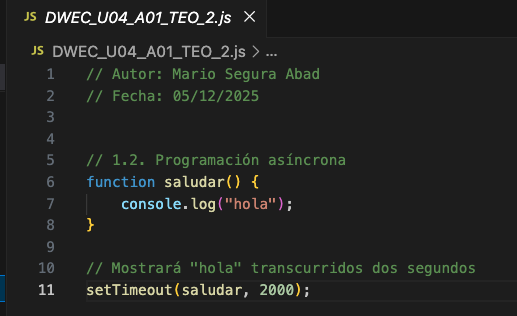 JS DWEC_U04_A01_TEO_2.js ×
JS DWEC_U04_A01_TEO_2.js > ...
1 // Autor: Mario Segura Abad
2 // Fecha: 05/12/2025
3
4
5 // 1.2. Programación asíncrona
6 function saludar() {
7 console.log("hola");
8 }
9
10 // Mostrará "hola" transcurridos dos segundos
11 setTimeout(saludar, 2000);